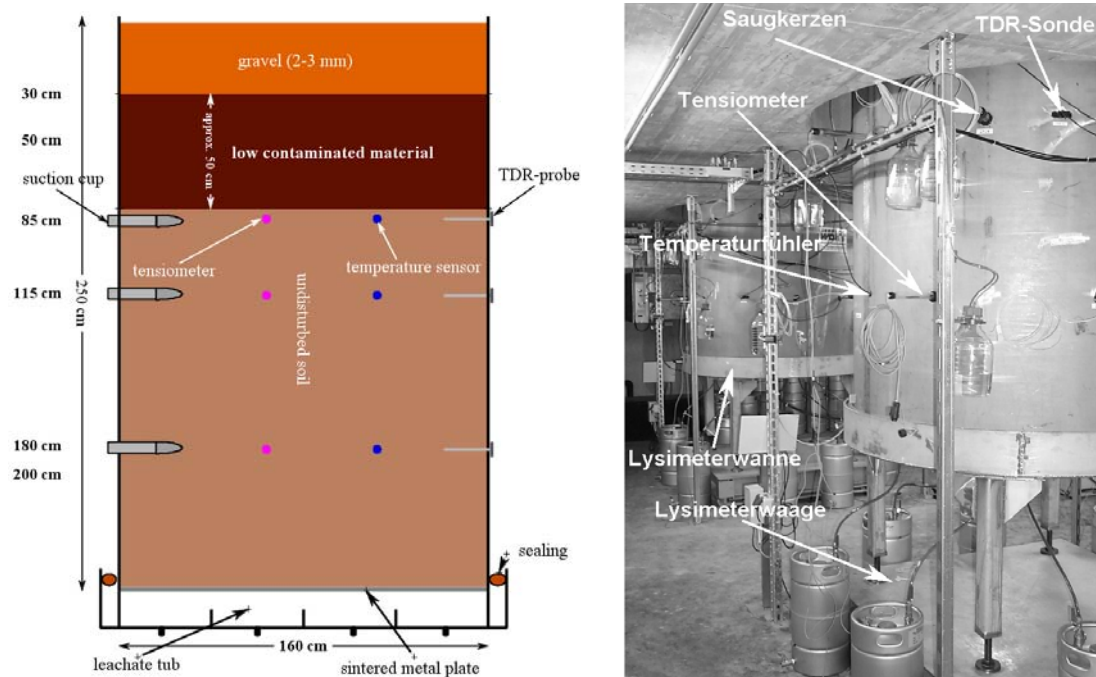 gravel (2-3 mm)
30 cm
50 cm
approx. 50 cm
low contaminated material
suction cup
TDR-probe
85 cm
tensiometer
temperature sensor
115 cm
250 cm
undisturbed soil
180 cm
200 cm
sealing
160 cm
leachate tub
sintered metal plate
Saugkerzen
TDR-Sonde
Tensiometer
Temperaturfühler
Lysimeterwanne
Lysimeterwaage